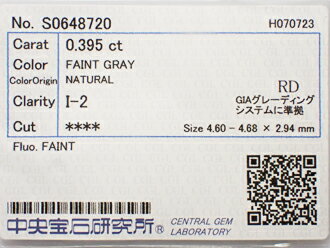 No. S0648720 H070723
Carat 0.395 ct
Color FAINT GRAY
ColorOrigin NATURAL
Clarity I-2 RD
GIAグレーディング
システムに準拠
Cut ****
Size 4.60 - 4.68 × 2.94 mm
Fluo. FAINT
中央宝石研究所® CENTRAL GEM
LABORATORY